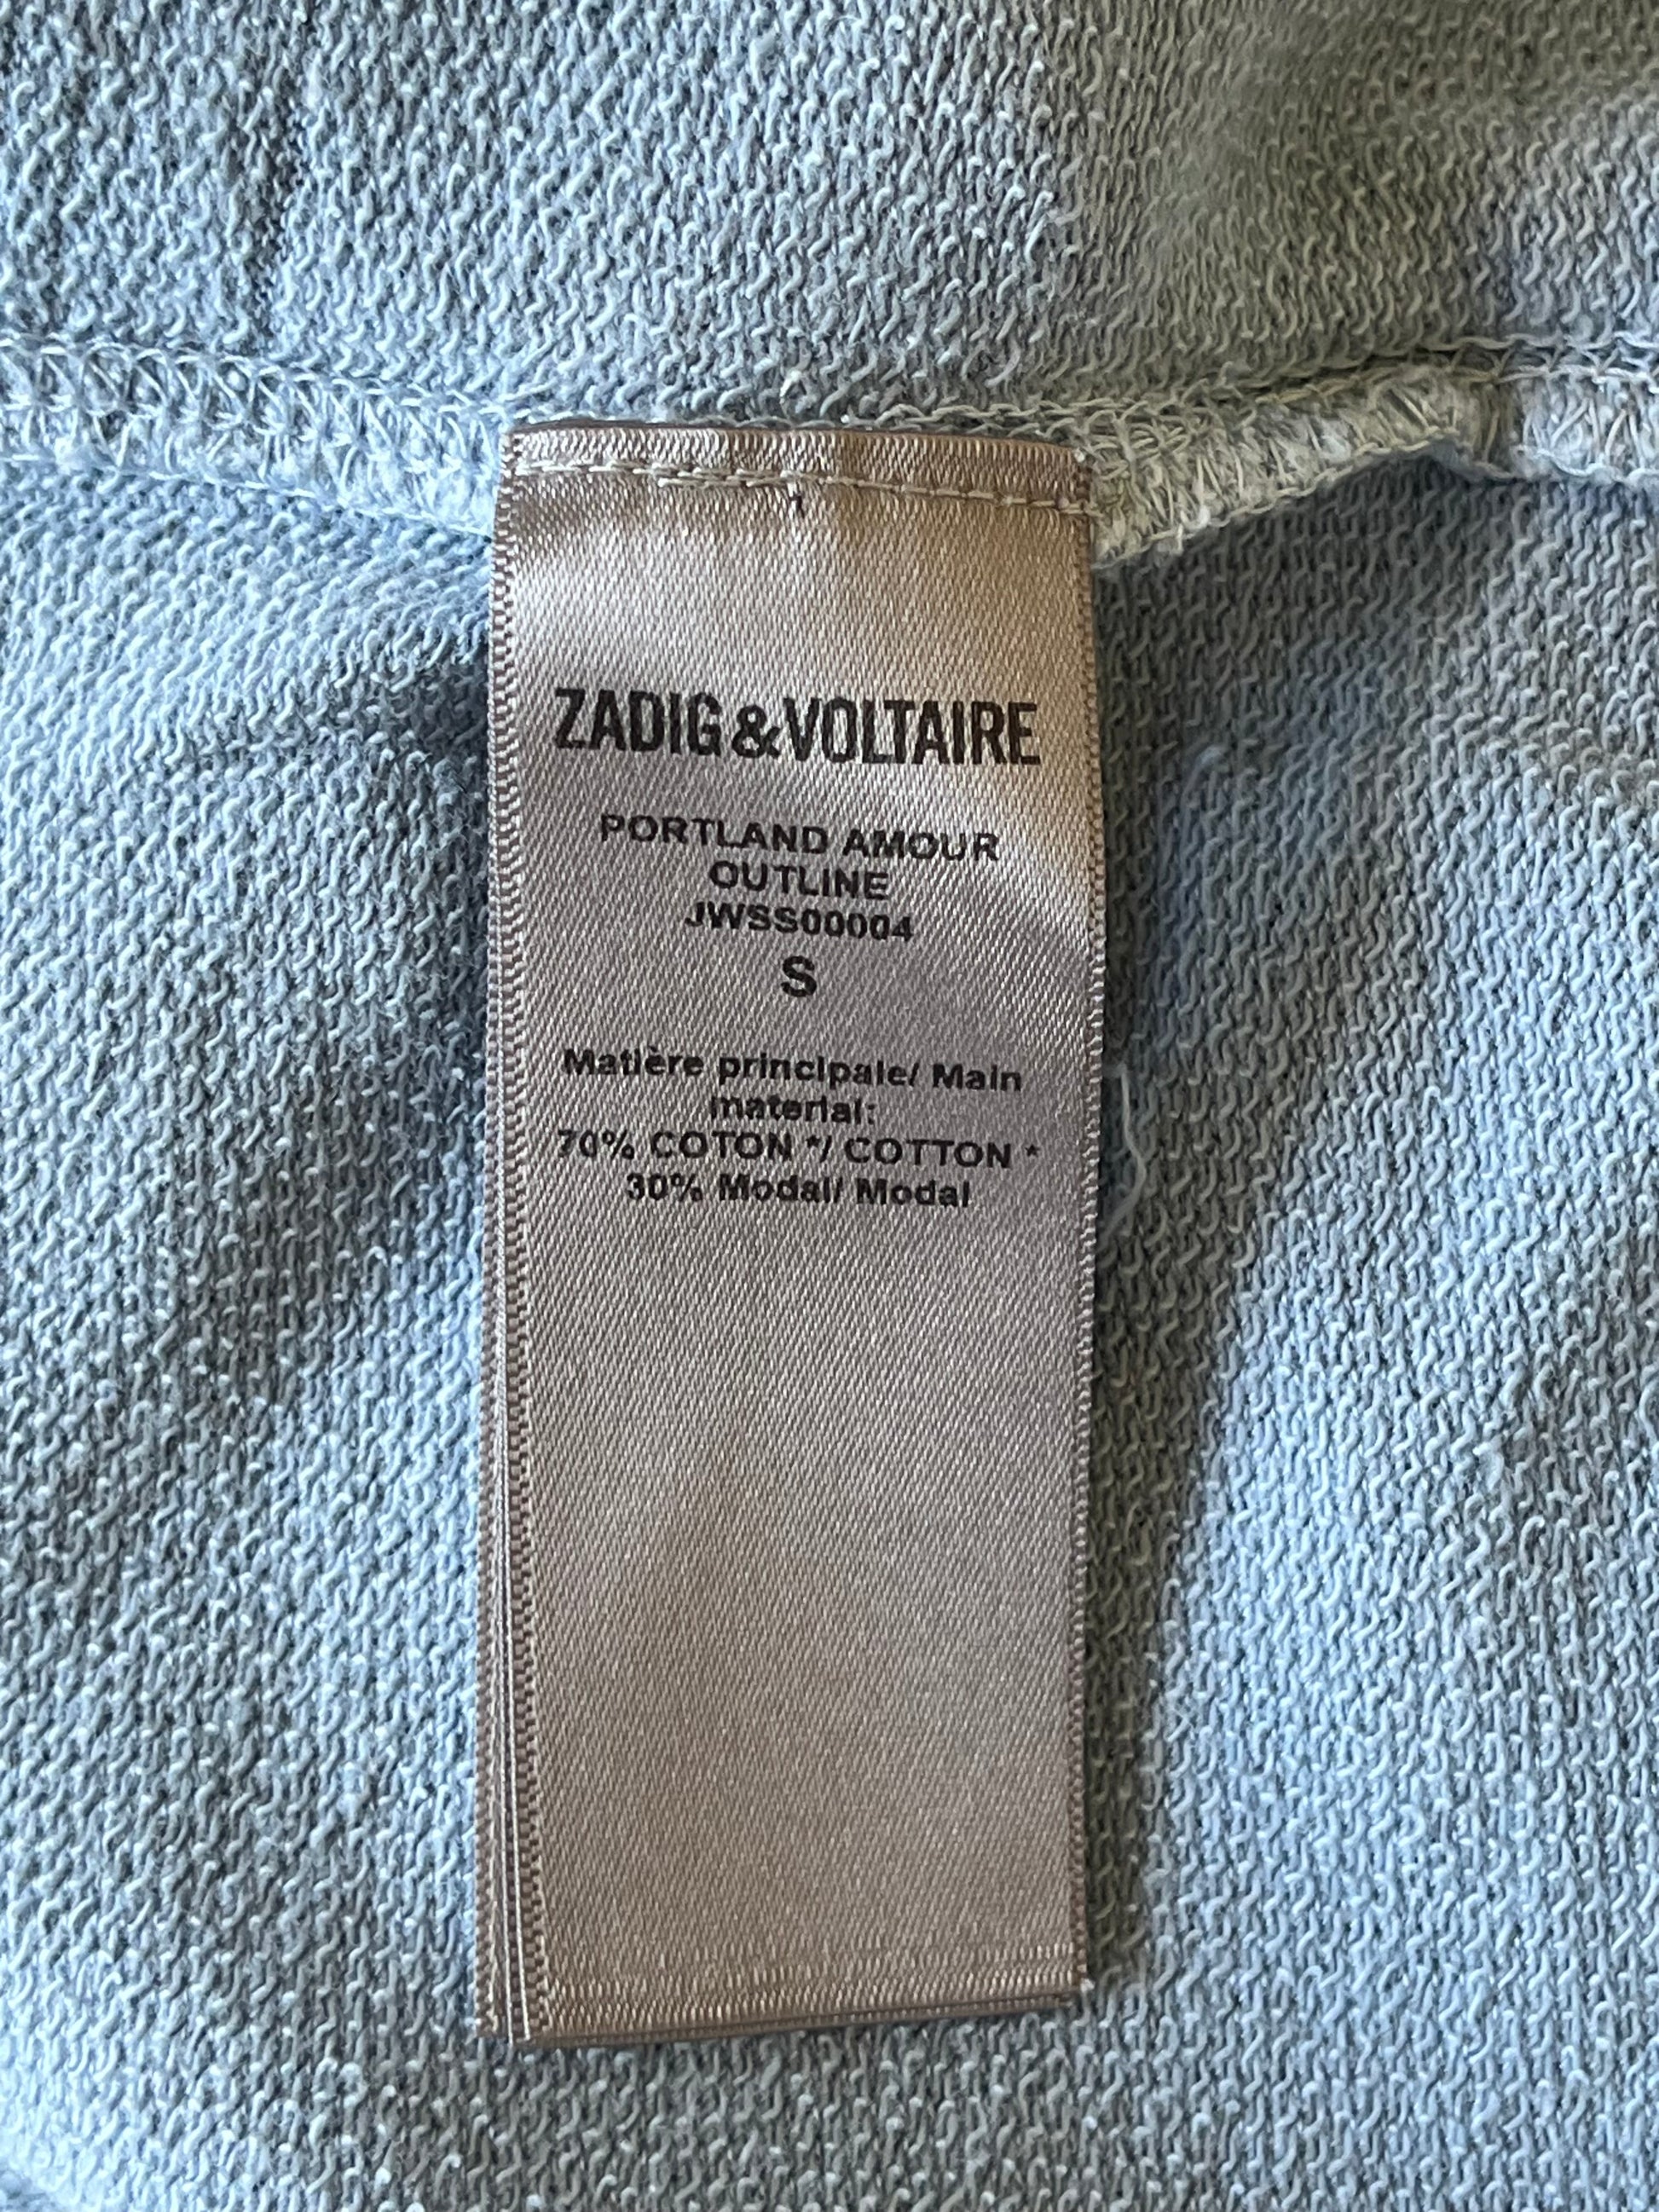 ZADIG&VOLTAIRE
PORTLAND AMOUR
OUTLINE
JWSS00004
S
Matière principale/ Main
material:
70% COTON */ COTTON *
30% Modal/ Modal